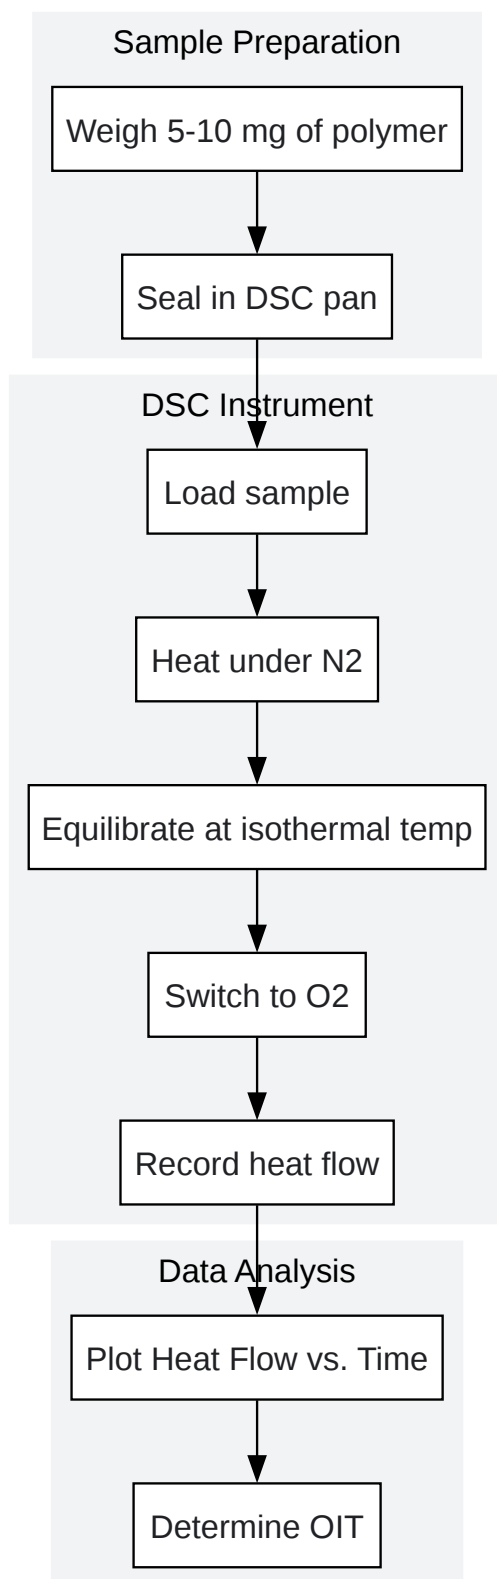 Sample Preparation
Weigh 5-10 mg of polymer
Seal in DSC pan
DSC Instrument
Load sample
Heat under N2
Equilibrate at isothermal temp
Switch to O2
Record heat flow
Data Analysis
Plot Heat Flow vs. Time
Determine OIT